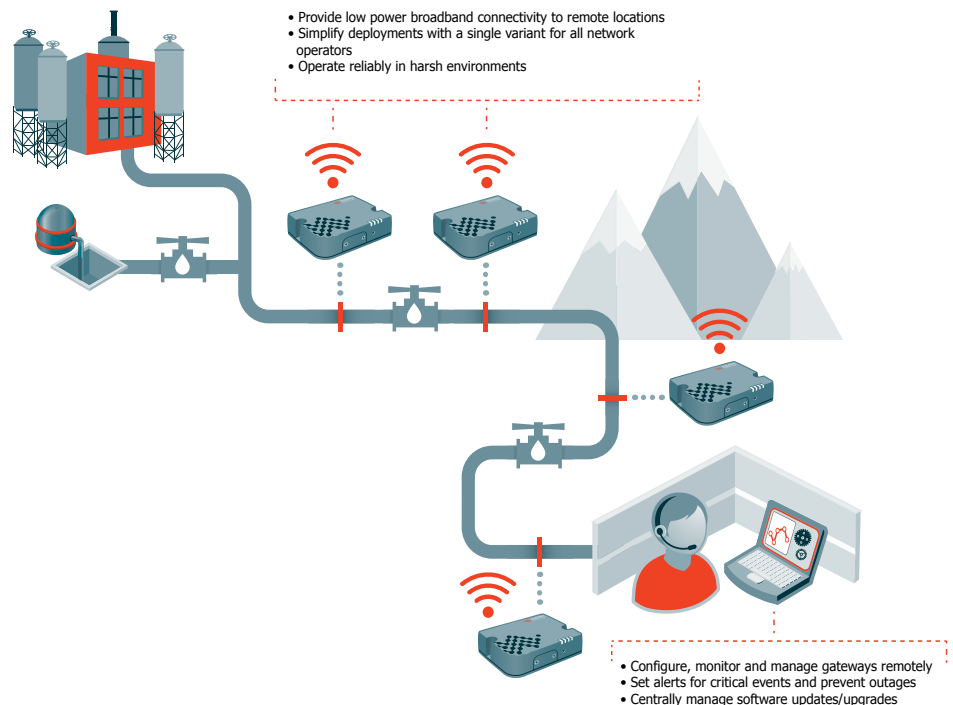 • Provide low power broadband connectivity to remote locations
• Simplify deployments with a single variant for all network
operators
• Operate reliably in harsh environments
• Configure, monitor and manage gateways remotely
• Set alerts for critical events and prevent outages
• Centrally manage software updates/upgrades